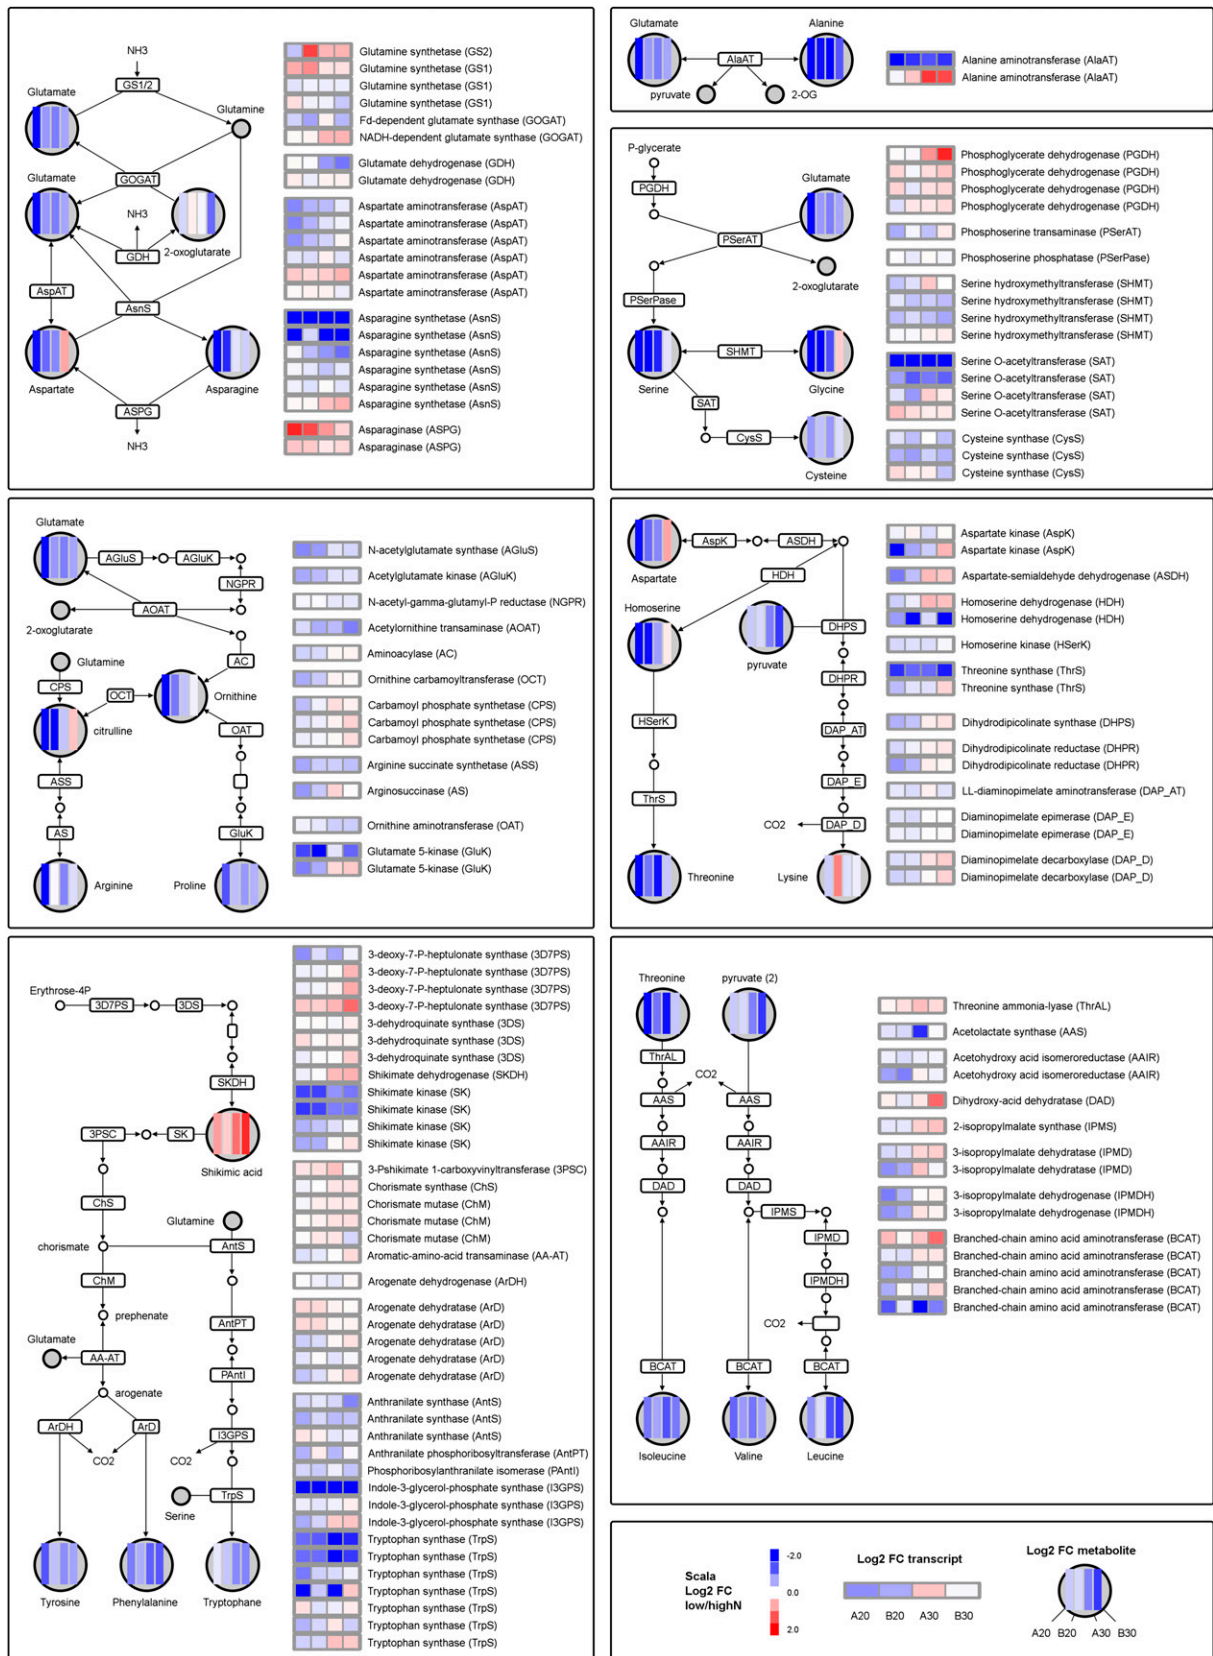 NH3
GS1/2
Glutamate
Glutamine
GOGAT
Glutamate
NH3
2-oxoglutarate
GDH
AspAT
AsnS
Aspartate
Asparagine
ASPG
NH3
Glutamine synthetase (GS2)
Glutamine synthetase (GS1)
Glutamine synthetase (GS1)
Glutamine synthetase (GS1)
Fd-dependent glutamate synthase (GOGAT)
NADH-dependent glutamate synthase (GOGAT)
Glutamate dehydrogenase (GDH)
Glutamate dehydrogenase (GDH)
Aspartate aminotransferase (AspAT)
Aspartate aminotransferase (AspAT)
Aspartate aminotransferase (AspAT)
Aspartate aminotransferase (AspAT)
Aspartate aminotransferase (AspAT)
Aspartate aminotransferase (AspAT)
Asparagine synthetase (AsnS)
Asparagine synthetase (AsnS)
Asparagine synthetase (AsnS)
Asparagine synthetase (AsnS)
Asparagine synthetase (AsnS)
Asparagine synthetase (AsnS)
Asparaginase (ASPG)
Asparaginase (ASPG)
Glutamate
Alanine
AlaAT
pyruvate
2-OG
Alanine aminotransferase (AlaAT)
Alanine aminotransferase (AlaAT)
P-glycerate
PGDH
Glutamate
PSerAT
2-oxoglutarate
PSerPase
SHMT
Serine
Glycine
SAT
CysS
Cysteine
Phosphoglycerate dehydrogenase (PGDH)
Phosphoglycerate dehydrogenase (PGDH)
Phosphoglycerate dehydrogenase (PGDH)
Phosphoglycerate dehydrogenase (PGDH)
Phosphoserine transaminase (PSerAT)
Phosphoserine phosphatase (PSerPase)
Serine hydroxymethyltransferase (SHMT)
Serine hydroxymethyltransferase (SHMT)
Serine hydroxymethyltransferase (SHMT)
Serine hydroxymethyltransferase (SHMT)
Serine O-acetyltransferase (SAT)
Serine O-acetyltransferase (SAT)
Serine O-acetyltransferase (SAT)
Serine O-acetyltransferase (SAT)
Cysteine synthase (CysS)
Cysteine synthase (CysS)
Cysteine synthase (CysS)
Glutamate
AGluS
AGluK
NGPR
AOAT
2-oxoglutarate
AC
Glutamine
CPS
OCT
Ornithine
citrulline
OAT
ASS
AS
GluK
Arginine
Proline
N-acetylglutamate synthase (AGluS)
Acetylglutamate kinase (AGluK)
N-acetyl-gamma-glutamyl-P reductase (NGPR)
Acetylornithine transaminase (AOAT)
Aminoacylase (AC)
Ornithine carbamoyltransferase (OCT)
Carbamoyl phosphate synthetase (CPS)
Carbamoyl phosphate synthetase (CPS)
Carbamoyl phosphate synthetase (CPS)
Arginine succinate synthetase (ASS)
Arginosuccinase (AS)
Ornithine aminotransferase (OAT)
Glutamate 5-kinase (GluK)
Glutamate 5-kinase (GluK)
AspK
ASDH
Aspartate
HDH
Homoserine
DHPS
pyruvate
DHPR
HSerK
DAP_AT
DAP_E
ThrS
CO2
DAP_D
Threonine
Lysine
Aspartate kinase (AspK)
Aspartate kinase (AspK)
Aspartate-semialdehyde dehydrogenase (ASDH)
Homoserine dehydrogenase (HDH)
Homoserine dehydrogenase (HDH)
Homoserine kinase (HSerK)
Threonine synthase (ThrS)
Threonine synthase (ThrS)
Dihydrodipicolinate synthase (DHPS)
Dihydrodipicolinate reductase (DHPR)
Dihydrodipicolinate reductase (DHPR)
LL-diaminopimelate aminotransferase (DAP_AT)
Diaminopimelate epimerase (DAP_E)
Diaminopimelate epimerase (DAP_E)
Diaminopimelate decarboxylase (DAP_D)
Diaminopimelate decarboxylase (DAP_D)
Erythrose-4P
3D7PS
3DS
SKDH
3PSC
SK
Shikimic acid
ChS
Glutamine
chorismate
AntS
ChM
prephenate
AntPT
Glutamate
AA-AT
PAntI
arogenate
ArDH
ArD
I3GPS
CO2
CO2
TrpS
Serine
Tyrosine
Phenylalanine
Tryptophane
3-deoxy-7-P-heptulonate synthase (3D7PS)
3-deoxy-7-P-heptulonate synthase (3D7PS)
3-deoxy-7-P-heptulonate synthase (3D7PS)
3-deoxy-7-P-heptulonate synthase (3D7PS)
3-dehydroquinate synthase (3DS)
3-dehydroquinate synthase (3DS)
3-dehydroquinate synthase (3DS)
Shikimate dehydrogenase (SKDH)
Shikimate kinase (SK)
Shikimate kinase (SK)
Shikimate kinase (SK)
Shikimate kinase (SK)
3-Pshikimate 1-carboxyvinyltransferase (3PSC)
Chorismate synthase (ChS)
Chorismate mutase (ChM)
Chorismate mutase (ChM)
Chorismate mutase (ChM)
Aromatic-amino-acid transaminase (AA-AT)
Arogenate dehydrogenase (ArDH)
Arogenate dehydratase (ArD)
Arogenate dehydratase (ArD)
Arogenate dehydratase (ArD)
Arogenate dehydratase (ArD)
Arogenate dehydratase (ArD)
Anthranilate synthase (AntS)
Anthranilate synthase (AntS)
Anthranilate synthase (AntS)
Anthranilate phosphoribosyltransferase (AntPT)
Phosphoribosylanthranilate isomerase (PAntI)
Indole-3-glycerol-phosphate synthase (I3GPS)
Indole-3-glycerol-phosphate synthase (I3GPS)
Indole-3-glycerol-phosphate synthase (I3GPS)
Tryptophan synthase (TrpS)
Tryptophan synthase (TrpS)
Tryptophan synthase (TrpS)
Tryptophan synthase (TrpS)
Tryptophan synthase (TrpS)
Tryptophan synthase (TrpS)
Tryptophan synthase (TrpS)
Threonine
pyruvate (2)
ThrAL
CO2
AAS
AAS
AAIR
AAIR
DAD
DAD
IPMS
IPMD
IPMDH
CO2
BCAT
BCAT
BCAT
Isoleucine
Valine
Leucine
Threonine ammonia-lyase (ThrAL)
Acetolactate synthase (AAS)
Acetohydroxy acid isomeroreductase (AAIR)
Acetohydroxy acid isomeroreductase (AAIR)
Dihydroxy-acid dehydratase (DAD)
2-isopropylmalate synthase (IPMS)
3-isopropylmalate dehydratase (IPMD)
3-isopropylmalate dehydratase (IPMD)
3-isopropylmalate dehydrogenase (IPMDH)
3-isopropylmalate dehydrogenase (IPMDH)
Branched-chain amino acid aminotransferase (BCAT)
Branched-chain amino acid aminotransferase (BCAT)
Branched-chain amino acid aminotransferase (BCAT)
Branched-chain amino acid aminotransferase (BCAT)
Branched-chain amino acid aminotransferase (BCAT)
Scala
Log2 FC
low/highN
-2.0
0.0
2.0
Log2 FC transcript
A20 B20 A30 B30
Log2 FC metabolite
A20 B20 A30 B30